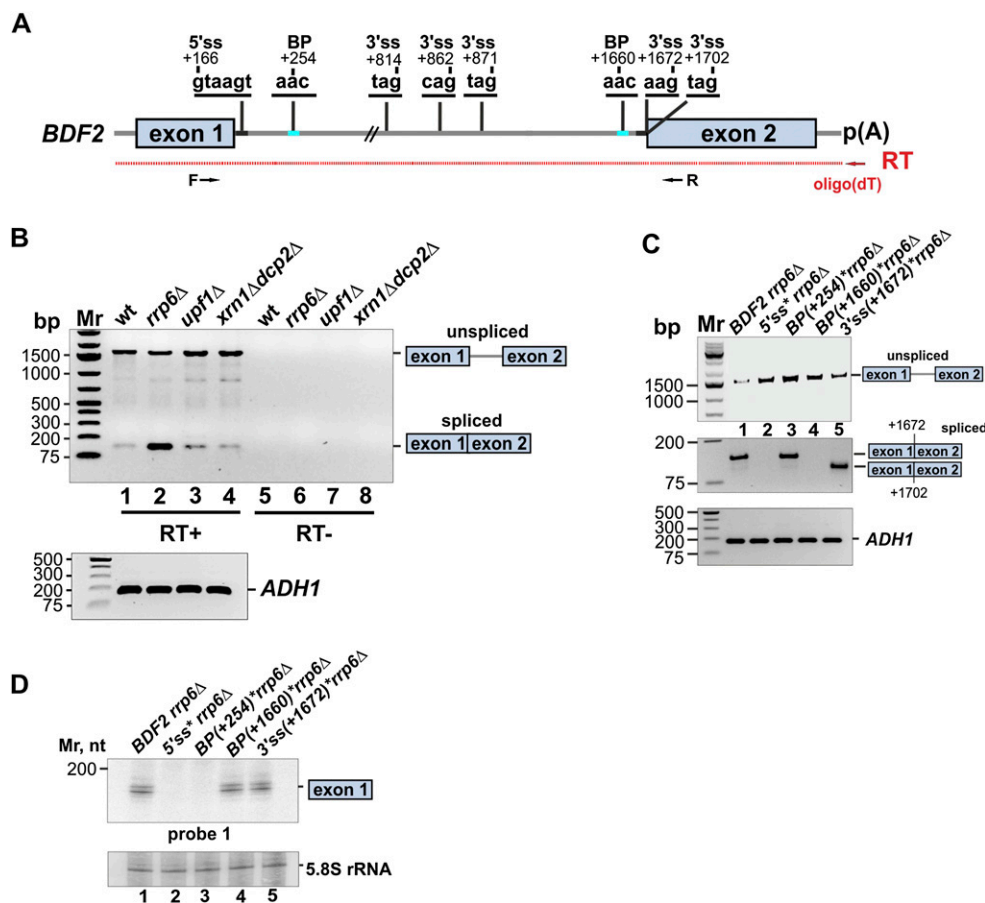 A
5'ss BP 3'ss 3'ss 3'ss BP 3'ss 3'ss
+166 +254 +814 +862 +871 +1660 +1672 +1702
gtaagt aac tag cag tag aac aag tag
BDF2 exon 1 // exon 2 p(A)
RT
F R oligo(dT)
B
bp Mr wt rrp6Δ upf1Δ xrn1Δdcp2Δ wt rrp6Δ upf1Δ xrn1Δdcp2Δ
unspliced
1500 exon 1 exon 2
1000
500
300
200 spliced
75 exon 1 exon 2
1 2 3 4 5 6 7 8
RT+ RT-
500
300
200 ADH1
75
C
bp Mr BDF2 rrp6Δ 5'ss* rrp6Δ BP(+254)*rrp6Δ BP(+1660)*rrp6Δ 3'ss(+1672)*rrp6Δ
unspliced
1500 exon 1 exon 2
1000
1 2 3 4 5 +1672 spliced
200 exon 1 exon 2
75 exon 1 exon 2
+1702
500
300
200 ADH1
75
D
Mr, nt BDF2 rrp6Δ 5'ss* rrp6Δ BP(+254)*rrp6Δ BP(+1660)*rrp6Δ 3'ss(+1672)*rrp6Δ
200
exon 1
probe 1
5.8S rRNA
1 2 3 4 5